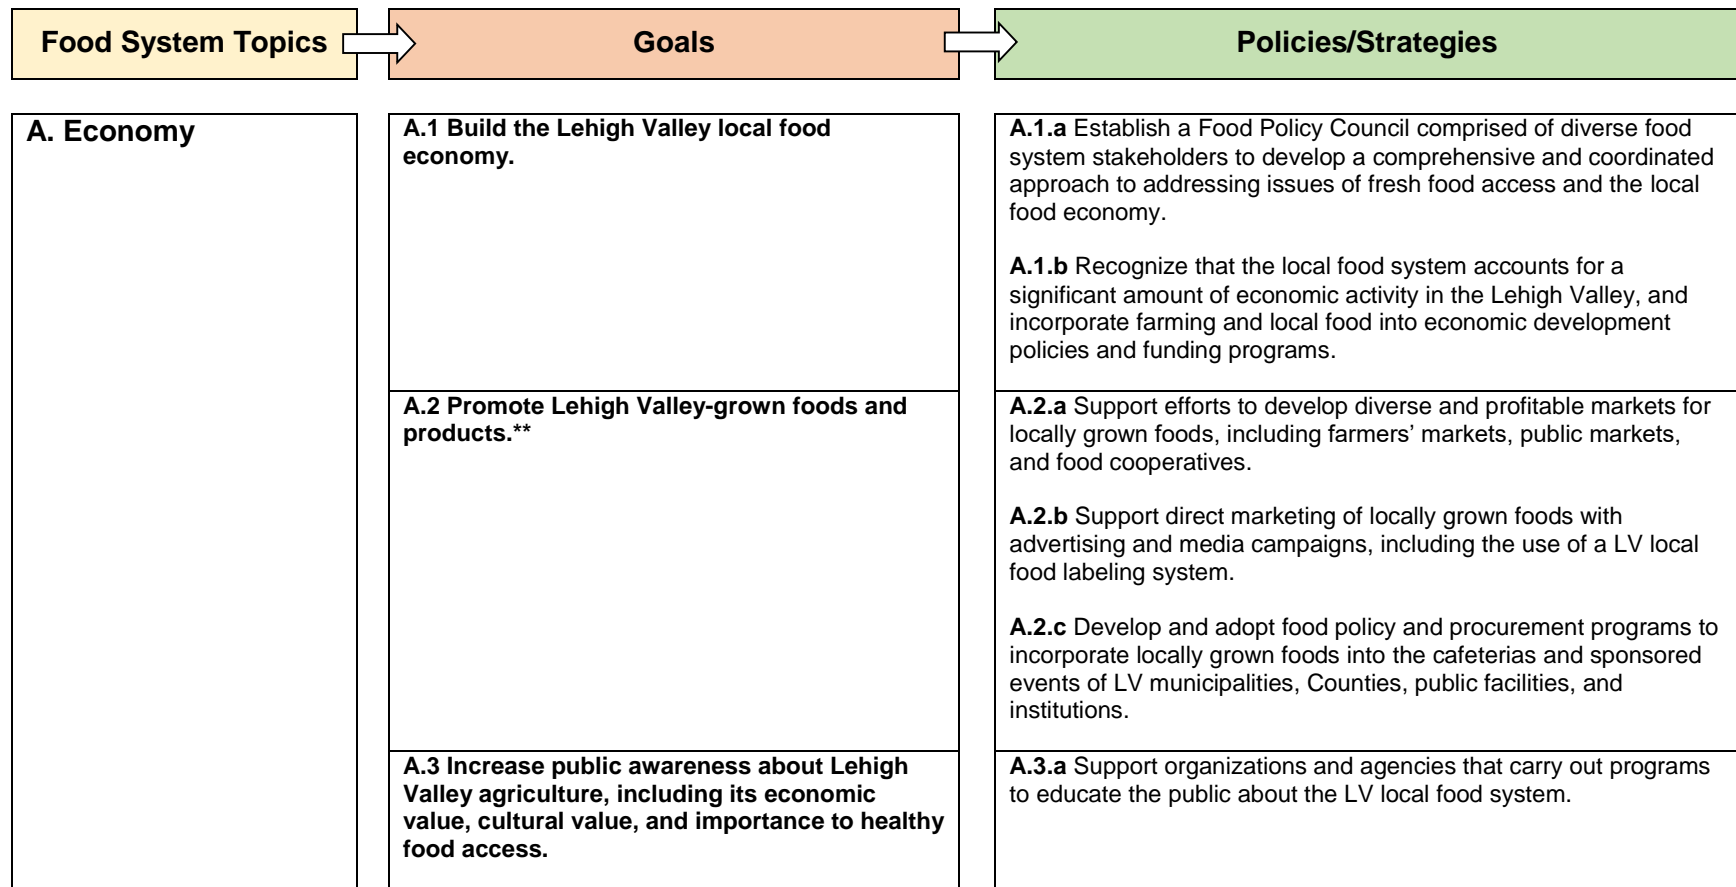 Food System Topics
Goals
Policies/Strategies
A. Economy
A.1 Build the Lehigh Valley local food
economy.
A.1.a Establish a Food Policy Council comprised of diverse food
system stakeholders to develop a comprehensive and coordinated
approach to addressing issues of fresh food access and the local
food economy.
A.1.b Recognize that the local food system accounts for a
significant amount of economic activity in the Lehigh Valley, and
incorporate farming and local food into economic development
policies and funding programs.
A.2 Promote Lehigh Valley-grown foods and
products.**
A.2.a Support efforts to develop diverse and profitable markets for
locally grown foods, including farmers’ markets, public markets,
and food cooperatives.
A.2.b Support direct marketing of locally grown foods with
advertising and media campaigns, including the use of a LV local
food labeling system.
A.2.c Develop and adopt food policy and procurement programs to
incorporate locally grown foods into the cafeterias and sponsored
events of LV municipalities, Counties, public facilities, and
institutions.
A.3 Increase public awareness about Lehigh
Valley agriculture, including its economic
value, cultural value, and importance to healthy
food access.
A.3.a Support organizations and agencies that carry out programs
to educate the public about the LV local food system.